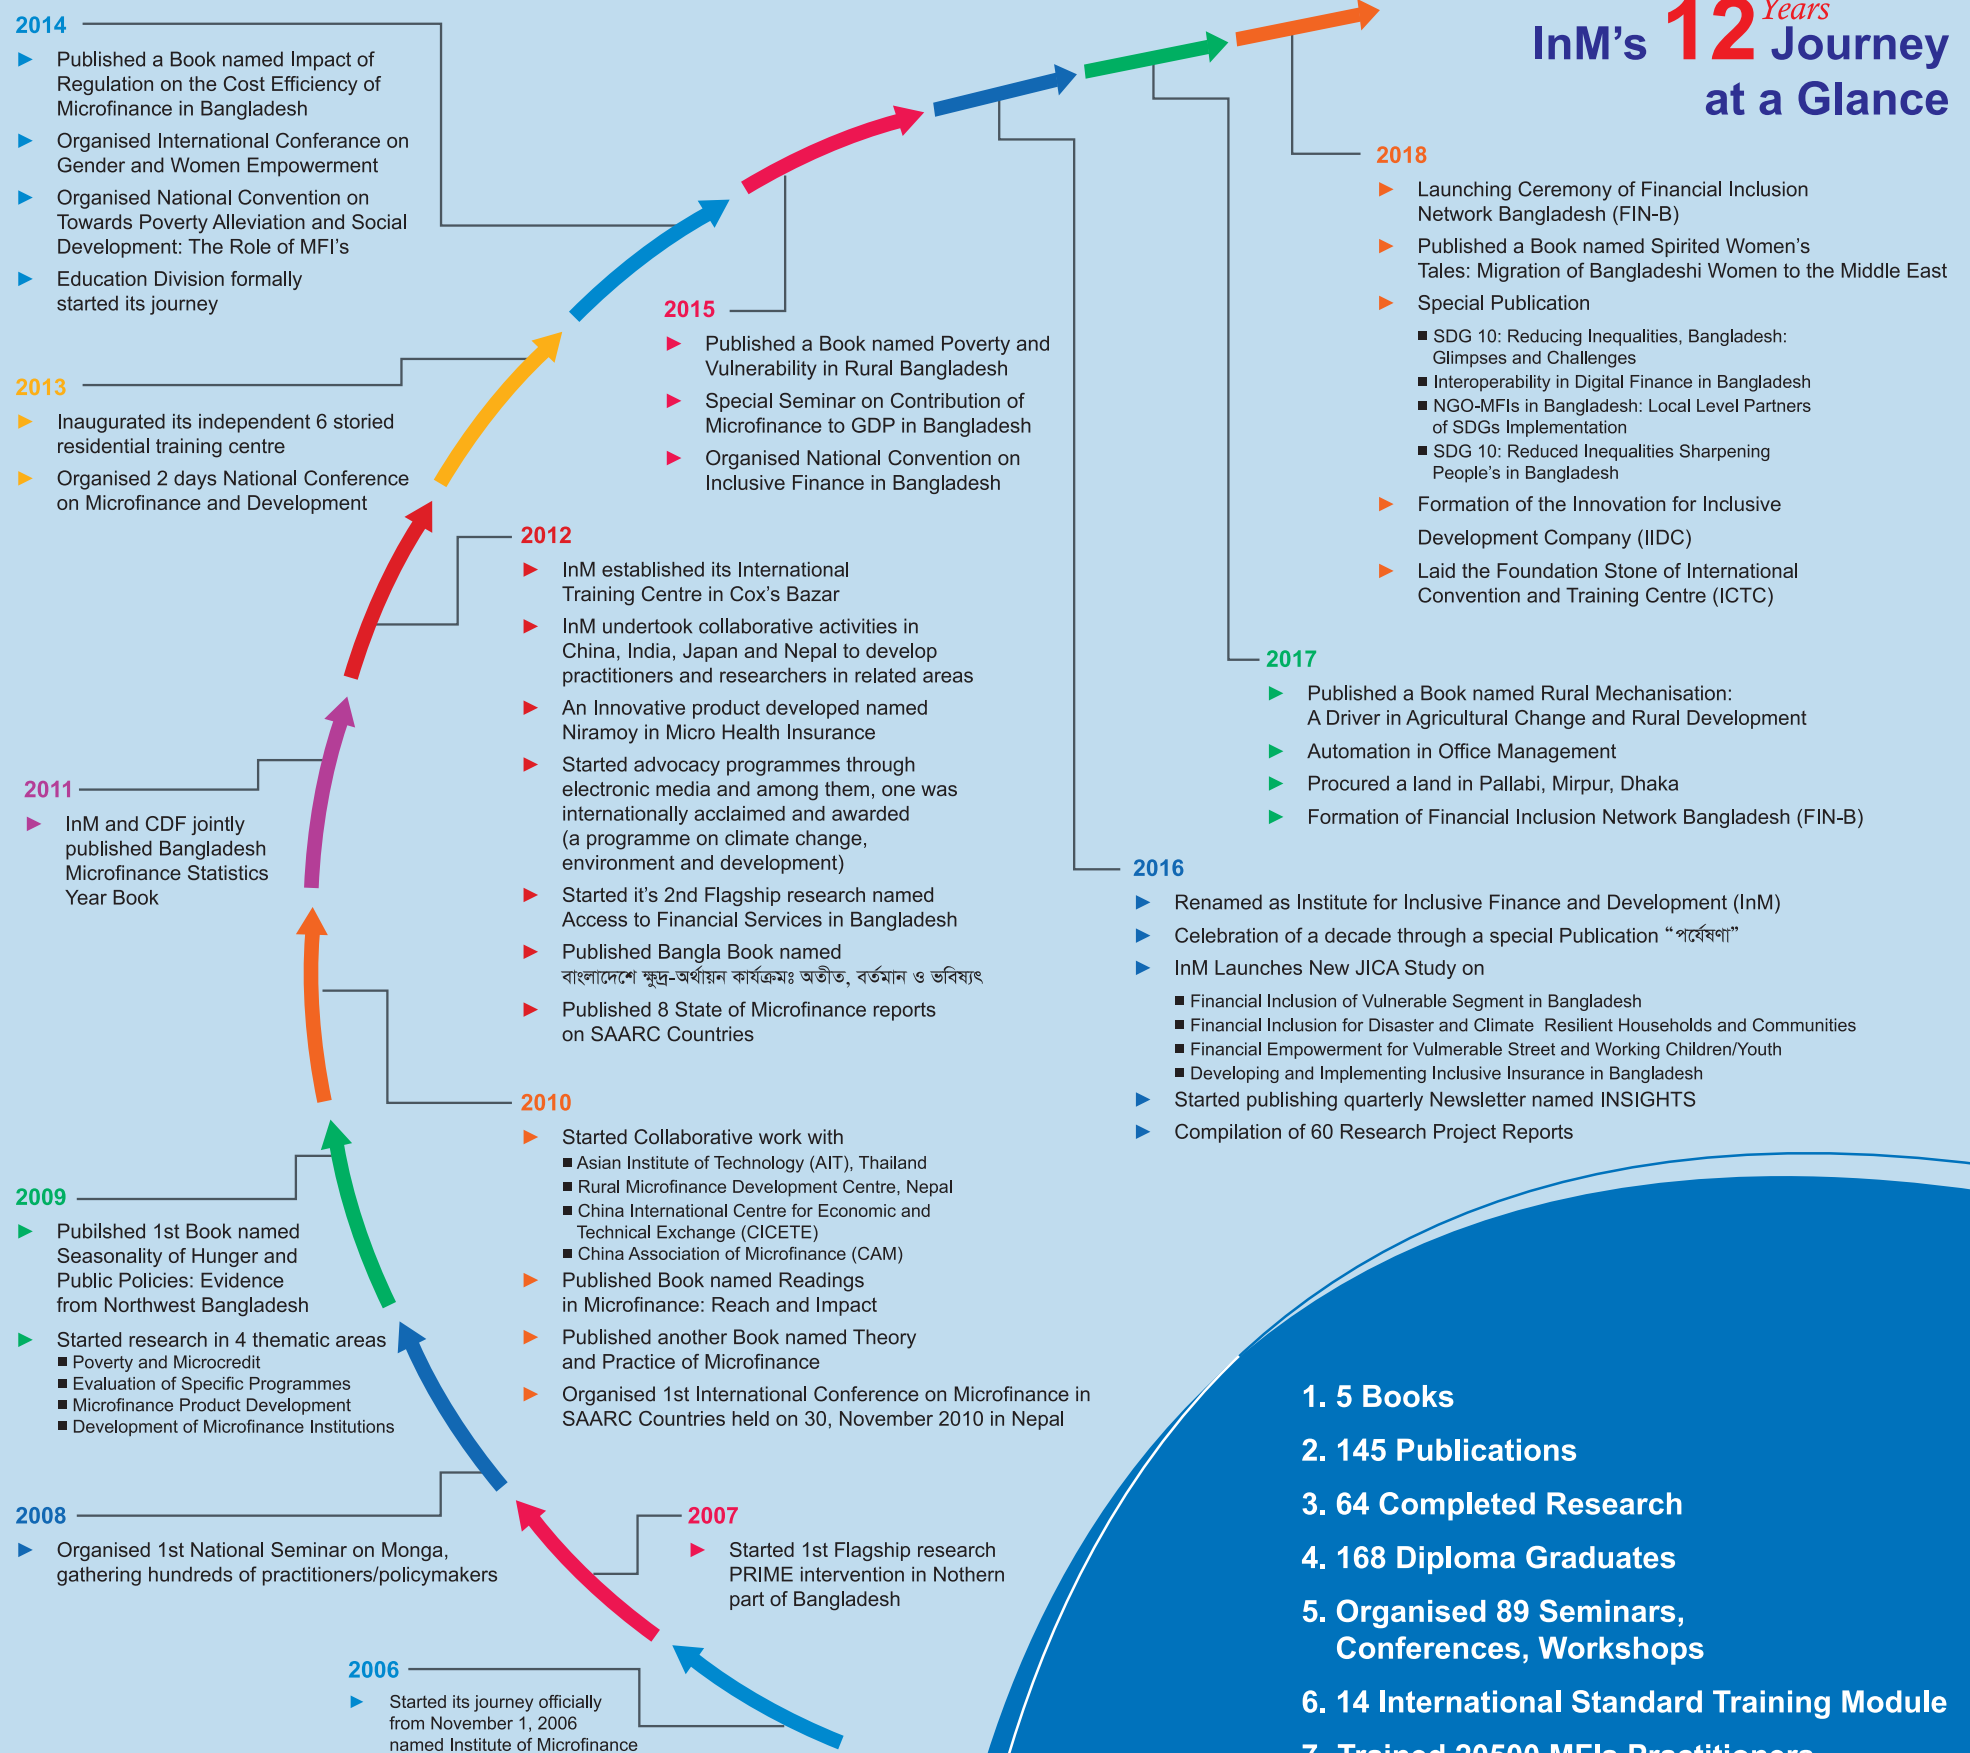 InM's 12 Years Journey
at a Glance
2014
Published a Book named Impact of
Regulation on the Cost Efficiency of
Microfinance in Bangladesh
Organised International Conferance on
Gender and Women Empowerment
Organised National Convention on
Towards Poverty Alleviation and Social
Development: The Role of MFI's
Education Division formally
started its journey
2013
Inaugurated its independent 6 storied
residential training centre
Organised 2 days National Conference
on Microfinance and Development
2015
Published a Book named Poverty and
Vulnerability in Rural Bangladesh
Special Seminar on Contribution of
Microfinance to GDP in Bangladesh
Organised National Convention on
Inclusive Finance in Bangladesh
2018
Launching Ceremony of Financial Inclusion
Network Bangladesh (FIN-B)
Published a Book named Spirited Women's
Tales: Migration of Bangladeshi Women to the Middle East
Special Publication
SDG 10: Reducing Inequalities, Bangladesh:
Glimpses and Challenges
Interoperability in Digital Finance in Bangladesh
NGO-MFIs in Bangladesh: Local Level Partners
of SDGs Implementation
SDG 10: Reduced Inequalities Sharpening
People's in Bangladesh
Formation of the Innovation for Inclusive
Development Company (IIDC)
Laid the Foundation Stone of International
Convention and Training Centre (ICTC)
2012
InM established its International
Training Centre in Cox's Bazar
InM undertook collaborative activities in
China, India, Japan and Nepal to develop
practitioners and researchers in related areas
An Innovative product developed named
Niramoy in Micro Health Insurance
Started advocacy programmes through
electronic media and among them, one was
internationally acclaimed and awarded
(a programme on climate change,
environment and development)
Started it's 2nd Flagship research named
Access to Financial Services in Bangladesh
Published Bangla Book named
বাংলাদেশে ক্ষুদ্র-অর্থায়ন কার্যক্রমঃ অতীত, বর্তমান ও ভবিষ্যৎ
Published 8 State of Microfinance reports
on SAARC Countries
2017
Published a Book named Rural Mechanisation:
A Driver in Agricultural Change and Rural Development
Automation in Office Management
Procured a land in Pallabi, Mirpur, Dhaka
Formation of Financial Inclusion Network Bangladesh (FIN-B)
2011
InM and CDF jointly
published Bangladesh
Microfinance Statistics
Year Book
2016
Renamed as Institute for Inclusive Finance and Development (InM)
Celebration of a decade through a special Publication “পর্যেষণা”
InM Launches New JICA Study on
Financial Inclusion of Vulnerable Segment in Bangladesh
Financial Inclusion for Disaster and Climate Resilient Households and Communities
Financial Empowerment for Vulmerable Street and Working Children/Youth
Developing and Implementing Inclusive Insurance in Bangladesh
Started publishing quarterly Newsletter named INSIGHTS
Compilation of 60 Research Project Reports
2010
Started Collaborative work with
Asian Institute of Technology (AIT), Thailand
Rural Microfinance Development Centre, Nepal
China International Centre for Economic and
Technical Exchange (CICETE)
China Association of Microfinance (CAM)
Published Book named Readings
in Microfinance: Reach and Impact
Published another Book named Theory
and Practice of Microfinance
Organised 1st International Conference on Microfinance in
SAARC Countries held on 30, November 2010 in Nepal
2009
Pubilshed 1st Book named
Seasonality of Hunger and
Public Policies: Evidence
from Northwest Bangladesh
Started research in 4 thematic areas
Poverty and Microcredit
Evaluation of Specific Programmes
Microfinance Product Development
Development of Microfinance Institutions
2008
Organised 1st National Seminar on Monga,
gathering hundreds of practitioners/policymakers
2007
Started 1st Flagship research
PRIME intervention in Nothern
part of Bangladesh
2006
Started its journey officially
from November 1, 2006
named Institute of Microfinance
1. 5 Books
2. 145 Publications
3. 64 Completed Research
4. 168 Diploma Graduates
5. Organised 89 Seminars,
Conferences, Workshops
6. 14 International Standard Training Module
7. Trained 20500 MFIs Practitioners